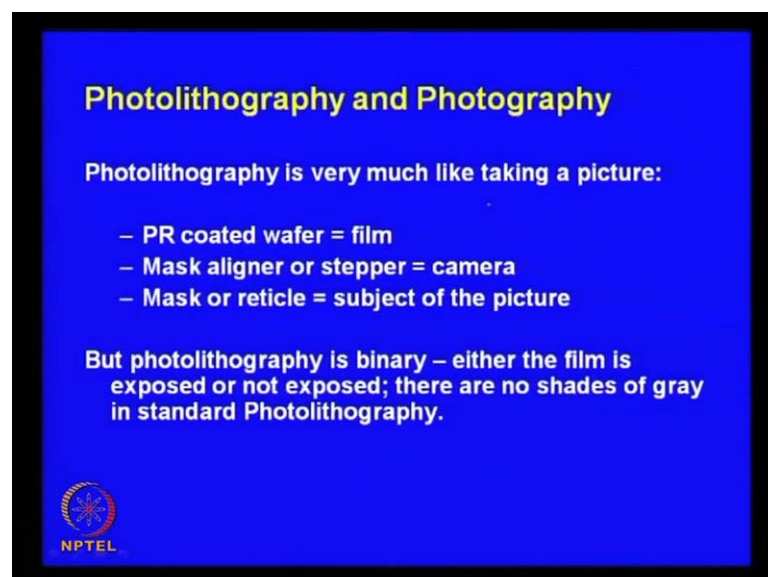 Photolithography and Photography
Photolithography is very much like taking a picture:
– PR coated wafer = film
– Mask aligner or stepper = camera
– Mask or reticle = subject of the picture
But photolithography is binary – either the film is
exposed or not exposed; there are no shades of gray
in standard Photolithography.
NPTEL